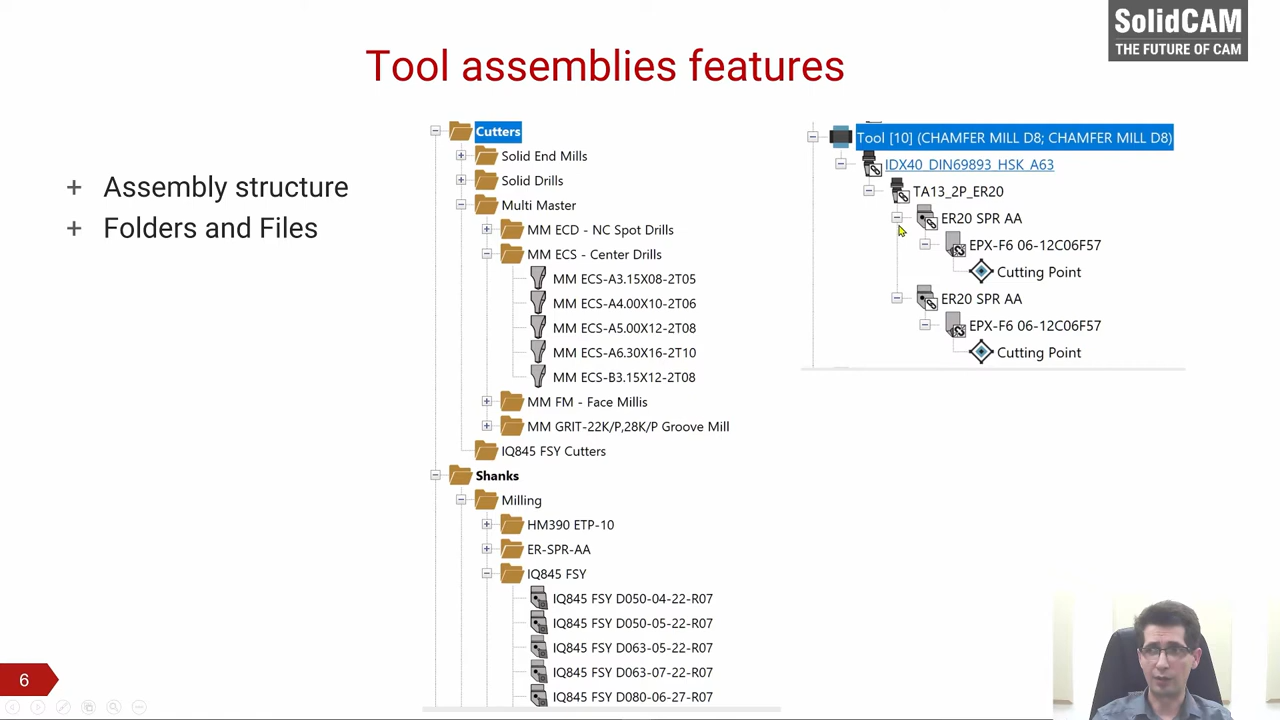 SolidCAM
THE FUTURE OF CAM
Tool assemblies features
+ Assembly structure
+ Folders and Files
Cutters
Solid End Mills
Solid Drills
Multi Master
MM ECD - NC Spot Drills
MM ECS - Center Drills
MM ECS-A3.15X08-2T05
MM ECS-A4.00X10-2T06
MM ECS-A5.00X12-2T08
MM ECS-A6.30X16-2T10
MM ECS-B3.15X12-2T08
MM FM - Face Millis
MM GRIT-22K/P,28K/P Groove Mill
IQ845 FSY Cutters
Shanks
Milling
HM390 ETP-10
ER-SPR-AA
IQ845 FSY
IQ845 FSY D050-04-22-R07
IQ845 FSY D050-05-22-R07
IQ845 FSY D063-05-22-R07
IQ845 FSY D063-07-22-R07
IQ845 FSY D080-06-27-R07
Tool [10] (CHAMFER MILL D8; CHAMFER MILL D8)
IDX40_DIN69893_HSK_A63
TA13_2P_ER20
ER20 SPR AA
EPX-F6 06-12C06F57
Cutting Point
ER20 SPR AA
EPX-F6 06-12C06F57
Cutting Point
6